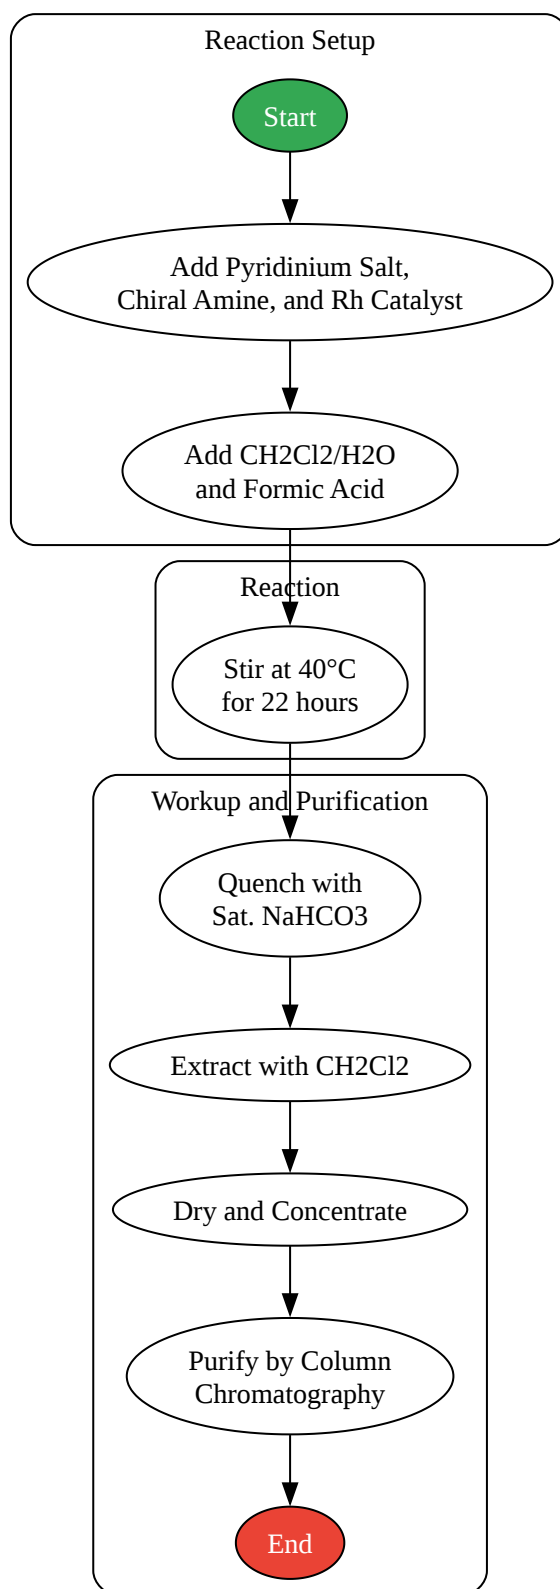 Reaction Setup
Start
Add Pyridinium Salt,
Chiral Amine, and Rh Catalyst
Add CH2Cl2/H2O
and Formic Acid
Reaction
Stir at 40°C
for 22 hours
Workup and Purification
Quench with
Sat. NaHCO3
Extract with CH2Cl2
Dry and Concentrate
Purify by Column
Chromatography
End